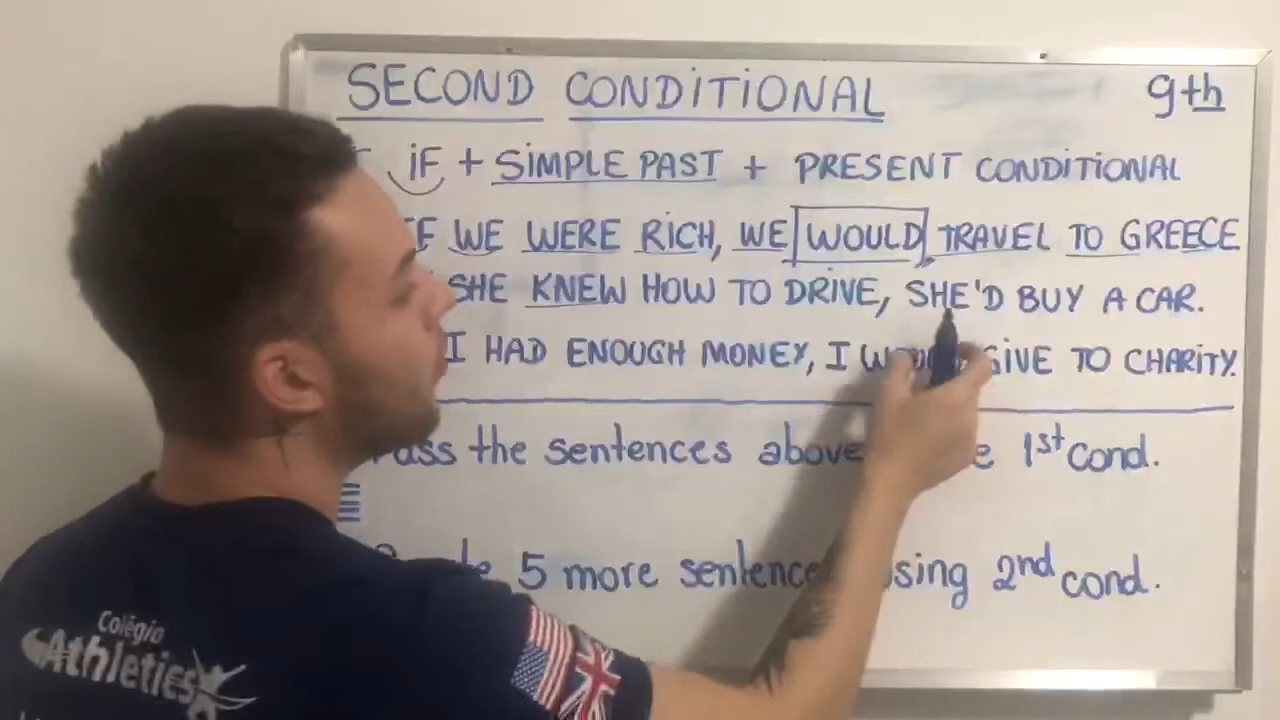 SECOND CONDITIONAL 9th
iF + SiMPLE PAST + PRESENT CONDiTiONAL
WE WERE RiCH, WE WOULD TRAVEL TO GREECE
SHE KNEW HOW TO DRiVE, SHE'D BUY A CAR.
I HAD ENOUGH MONEY, I GiVE TO CHARiTY.
the sentences above 1st cond.
5 more 2nd cond.
Colégio
Athletics